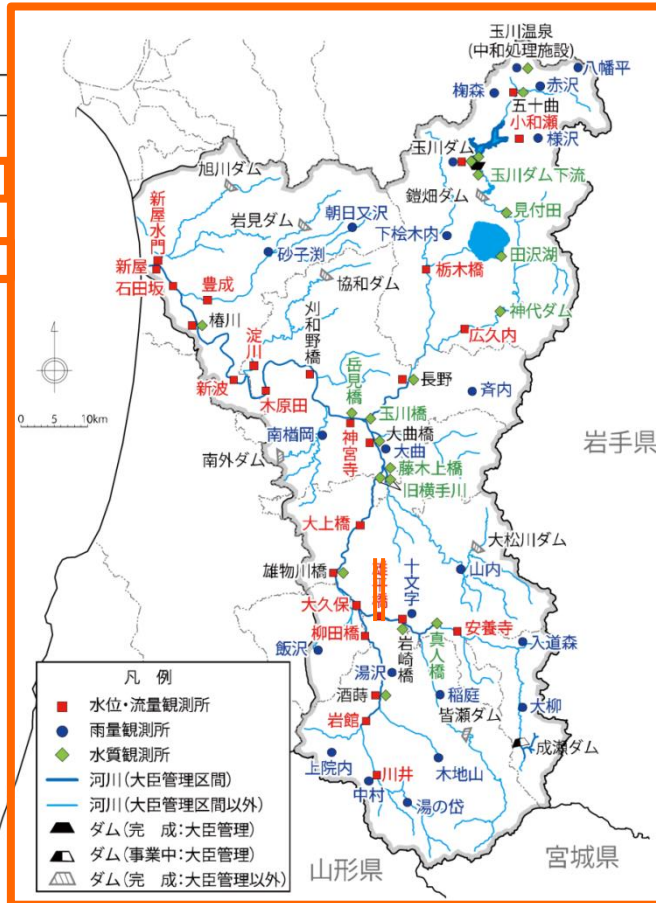 玉川温泉
(中和処理施設)
八幡平
赤沢
椈森
五十曲
小和瀬
様沢
玉川ダム
玉川ダム下流
旭川ダム
鎧畑ダム
見付田
朝日又沢
岩見ダム
下桧木内
新屋水門
砂子渕
田沢湖
新屋
協和ダム
栃木橋
石田坂
豊成
刈和野橋
神代ダム
椿川
淀川
広久内
岳見橋
長野
新波
木原田
斉内
玉川橋
南楢岡
神宮寺
大曲橋
大曲
岩手県
南外ダム
藤木上橋
旧横手川
大上橋
大松川ダム
雄物川橋
十文字
山内
大久保
柳田橋
安養寺
飯沢
岩崎橋
真人橋
入道森
湯沢
酒蒔
稲庭
皆瀬ダム
大柳
岩館
成瀬ダム
上院内
川井
木地山
中村
湯の岱
山形県
宮城県
0 5 10km
凡 例
水位・流量観測所
雨量観測所
水質観測所
河川(大臣管理区間)
河川(大臣管理区間以外)
ダム(完 成:大臣管理)
ダム(事業中:大臣管理)
ダム(完 成:大臣管理以外)